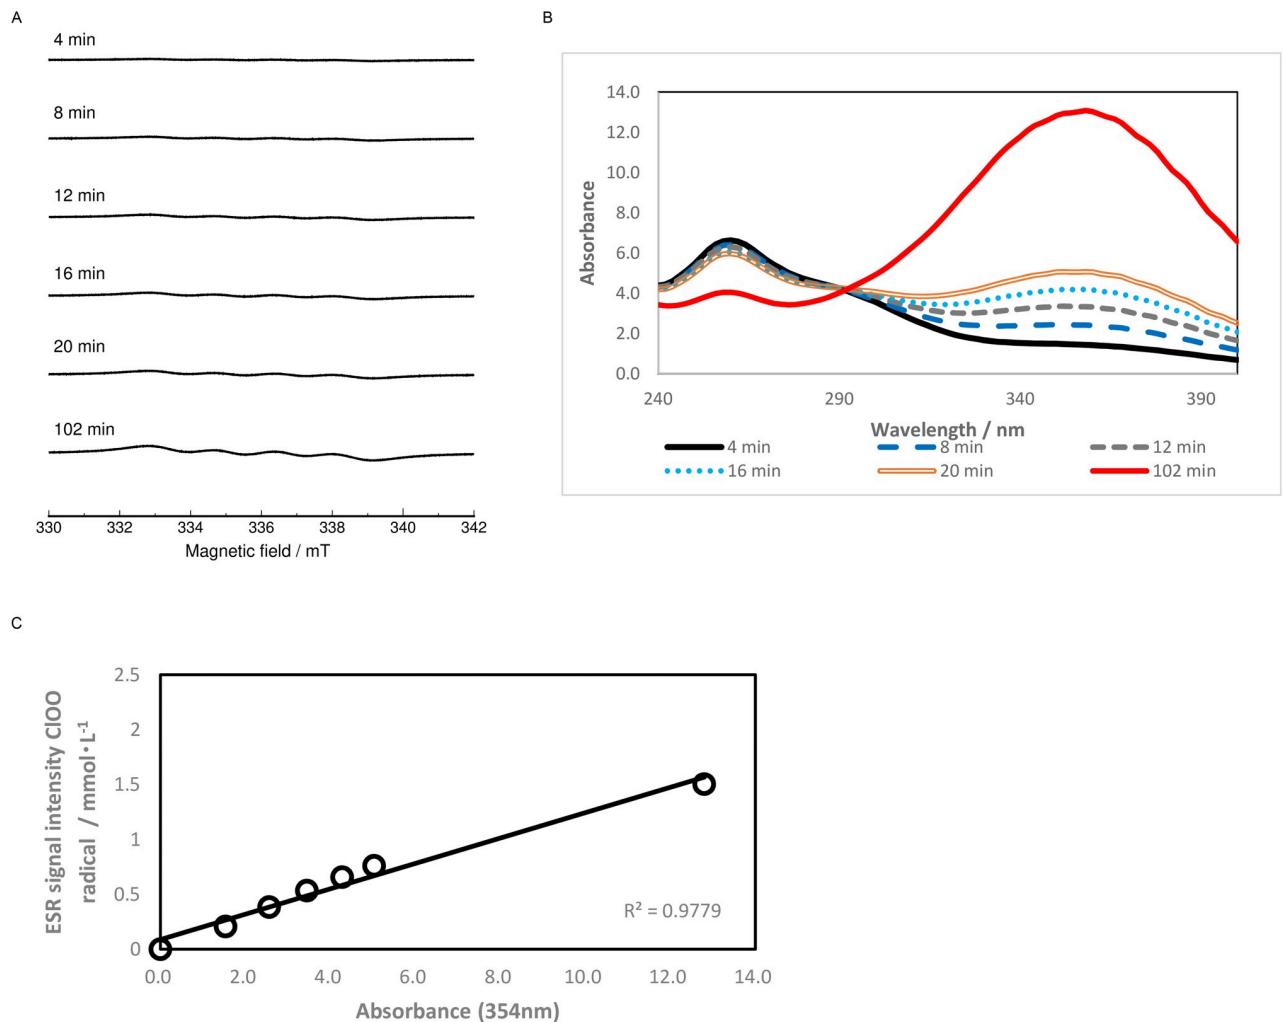 A
4 min
8 min
12 min
16 min
20 min
102 min
330 332 334 336 338 340 342
Magnetic field / mT
B
Absorbance
14.0
12.0
10.0
8.0
6.0
4.0
2.0
0.0
240 290 340 390
Wavelength / nm
4 min 8 min 12 min
16 min 20 min 102 min
C
ESR signal intensity ClOO
radical / mmol・L-1
2.5
2
1.5
1
0.5
0
R² = 0.9779
0.0 2.0 4.0 6.0 8.0 10.0 12.0 14.0
Absorbance (354nm)